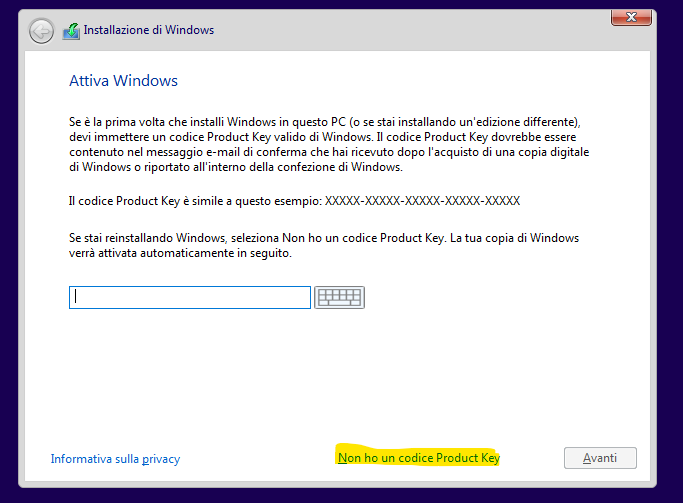 Installazione di Windows
Attiva Windows
Se è la prima volta che installi Windows in questo PC (o se stai installando un'edizione differente),
devi immettere un codice Product Key valido di Windows. Il codice Product Key dovrebbe essere
contenuto nel messaggio e-mail di conferma che hai ricevuto dopo l'acquisto di una copia digitale
di Windows o riportato all'interno della confezione di Windows.
Il codice Product Key è simile a questo esempio: XXXXX-XXXXX-XXXXX-XXXXX-XXXXX
Se stai reinstallando Windows, seleziona Non ho un codice Product Key. La tua copia di Windows
verrà attivata automaticamente in seguito.
Informativa sulla privacy
Non ho un codice Product Key
Avanti